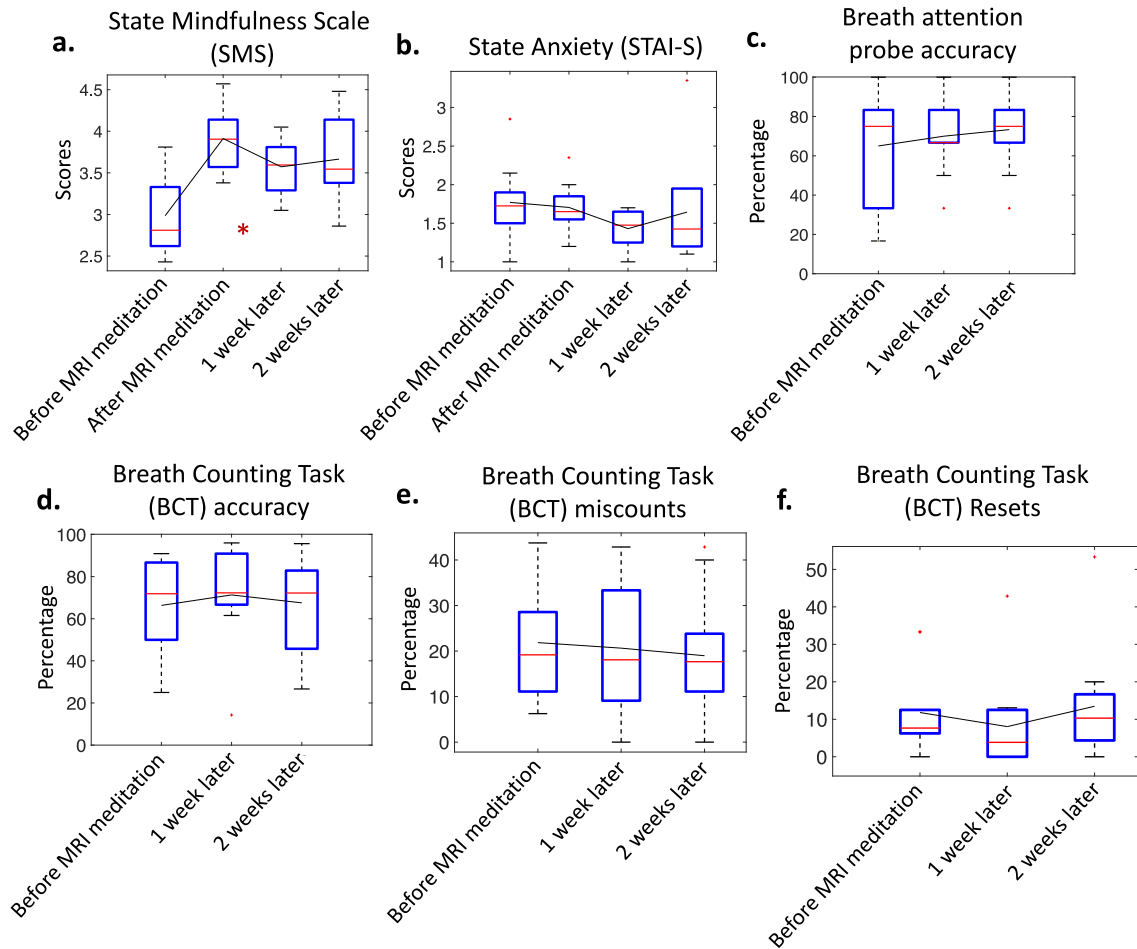 a.
State Mindfulness Scale
(SMS)
Scores
4.5
4
3.5
3
2.5
*
Before MRI meditation
After MRI meditation
1 week later
2 weeks later
b.
State Anxiety (STAI-S)
Scores
3
2.5
2
1.5
1
Before MRI meditation
After MRI meditation
1 week later
2 weeks later
c.
Breath attention
probe accuracy
Percentage
100
80
60
40
20
0
Before MRI meditation
1 week later
2 weeks later
d.
Breath Counting Task
(BCT) accuracy
Percentage
100
80
60
40
20
0
Before MRI meditation
1 week later
2 weeks later
e.
Breath Counting Task
(BCT) miscounts
Percentage
40
30
20
10
0
Before MRI meditation
1 week later
2 weeks later
f.
Breath Counting Task
(BCT) Resets
Percentage
50
40
30
20
10
0
Before MRI meditation
1 week later
2 weeks later